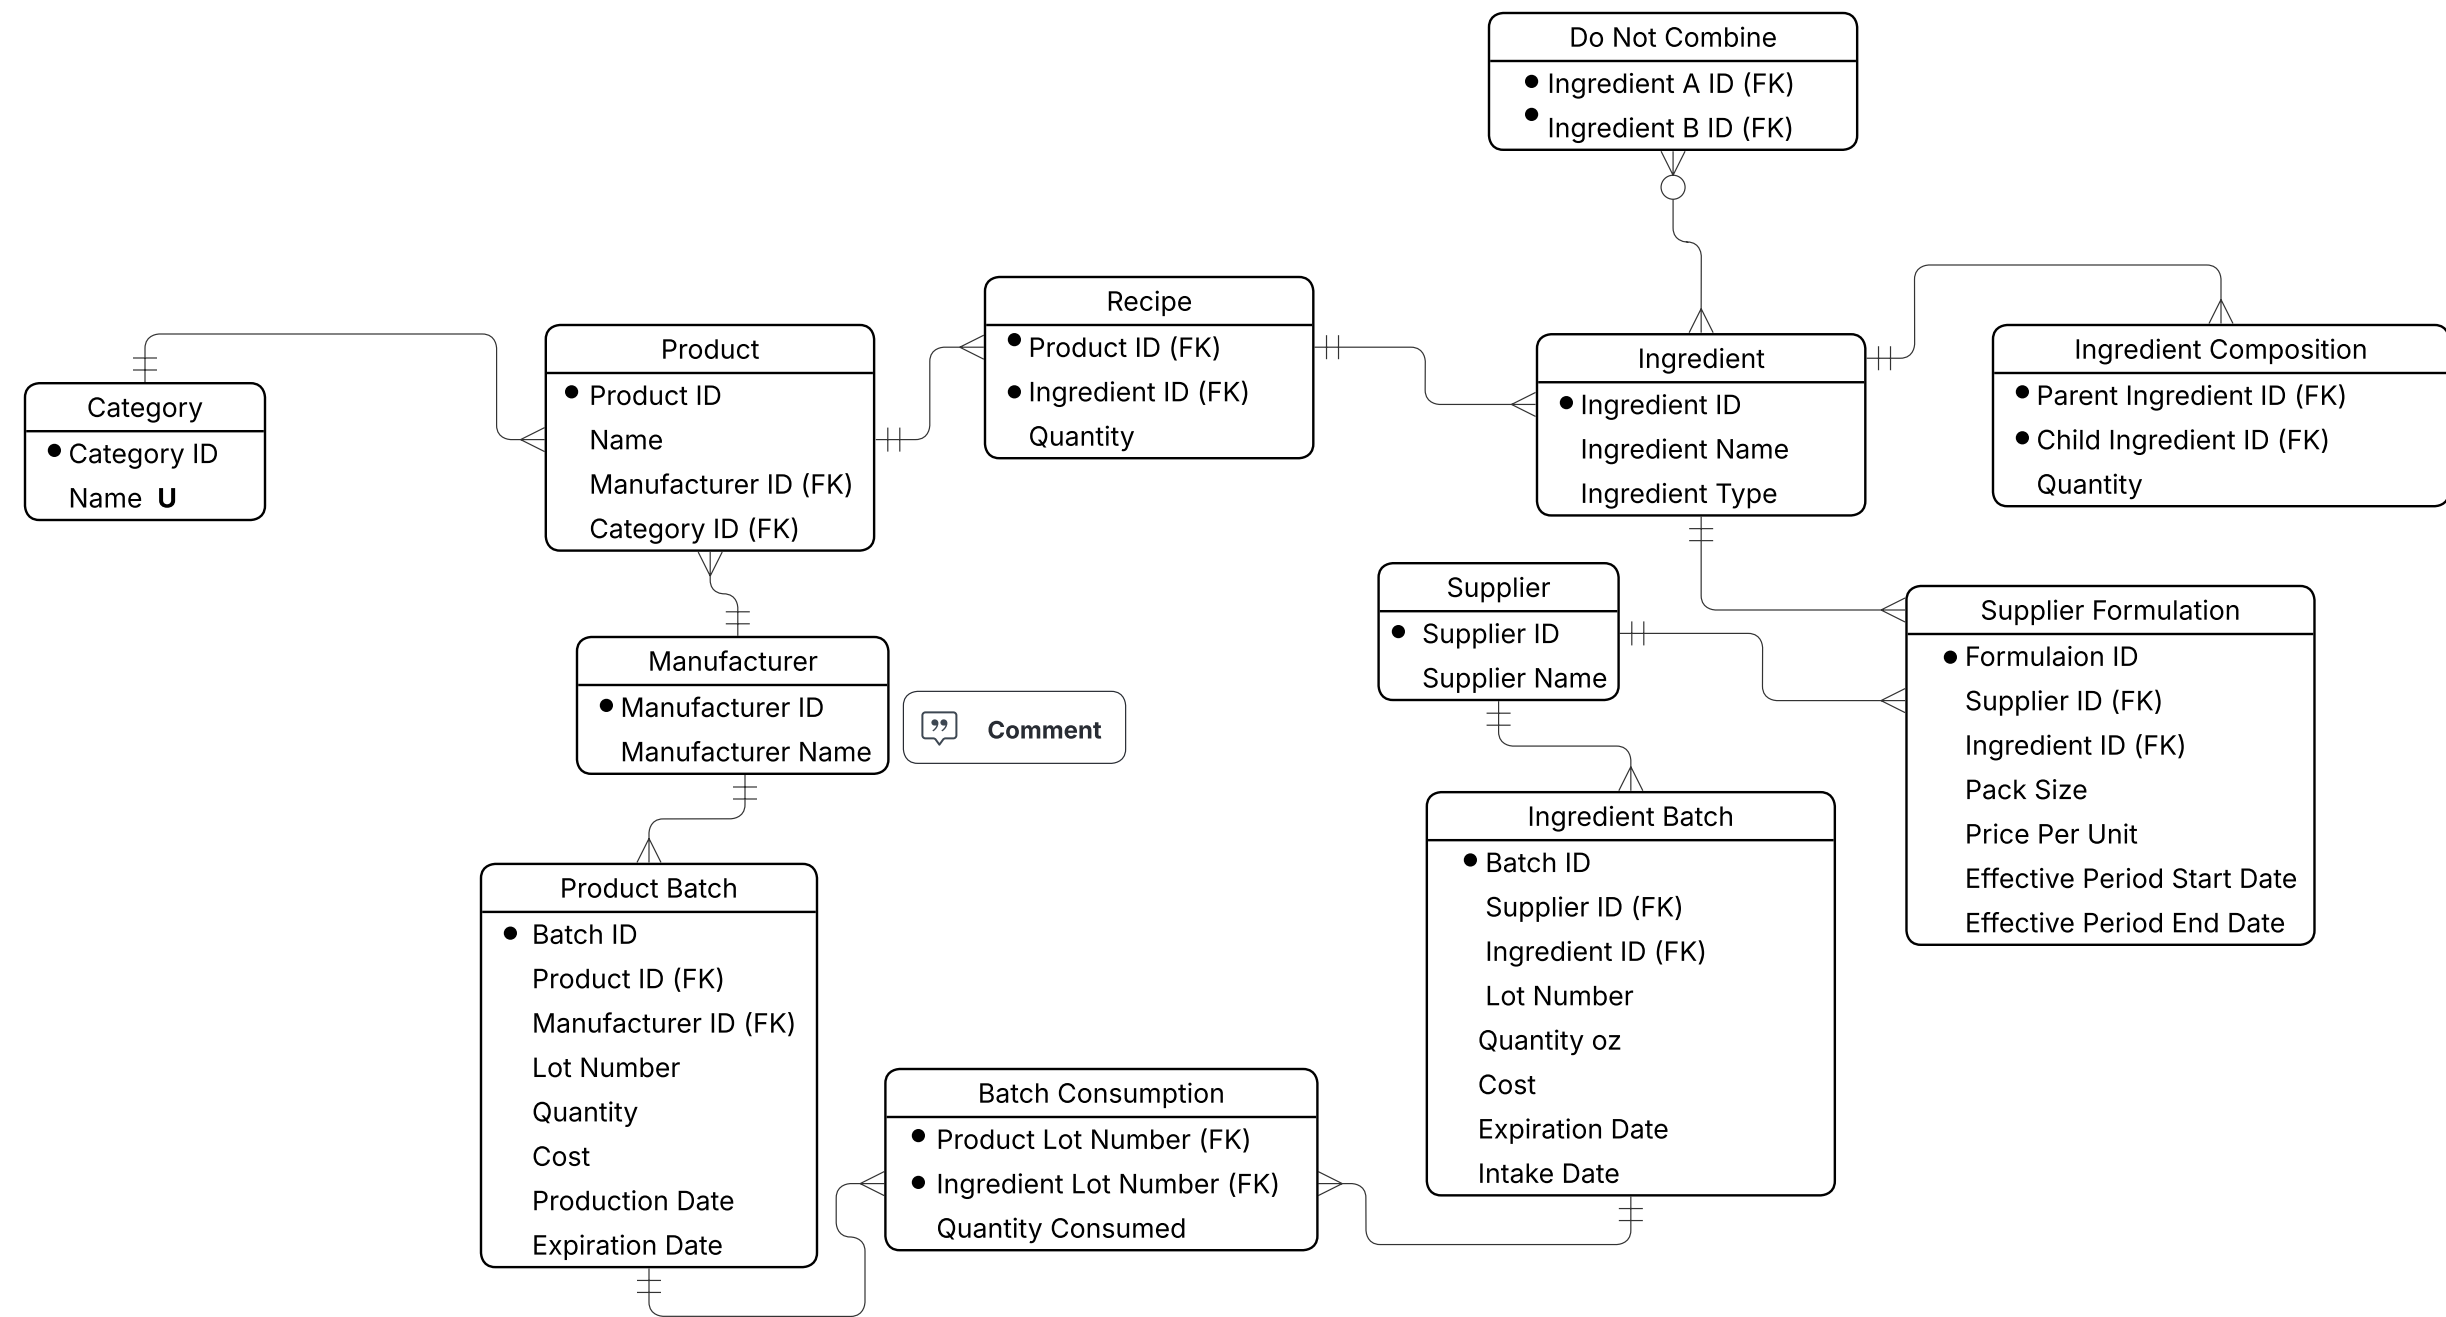 Do Not Combine
Ingredient A ID (FK)
Ingredient B ID (FK)
Category
Category ID
Name U
Product
Product ID
Name
Manufacturer ID (FK)
Category ID (FK)
Recipe
Product ID (FK)
Ingredient ID (FK)
Quantity
Ingredient
Ingredient ID
Ingredient Name
Ingredient Type
Ingredient Composition
Parent Ingredient ID (FK)
Child Ingredient ID (FK)
Quantity
Manufacturer
Manufacturer ID
Manufacturer Name
Comment
Supplier
Supplier ID
Supplier Name
Supplier Formulation
Formulaion ID
Supplier ID (FK)
Ingredient ID (FK)
Pack Size
Price Per Unit
Effective Period Start Date
Effective Period End Date
Product Batch
Batch ID
Product ID (FK)
Manufacturer ID (FK)
Lot Number
Quantity
Cost
Production Date
Expiration Date
Batch Consumption
Product Lot Number (FK)
Ingredient Lot Number (FK)
Quantity Consumed
Ingredient Batch
Batch ID
Supplier ID (FK)
Ingredient ID (FK)
Lot Number
Quantity oz
Cost
Expiration Date
Intake Date